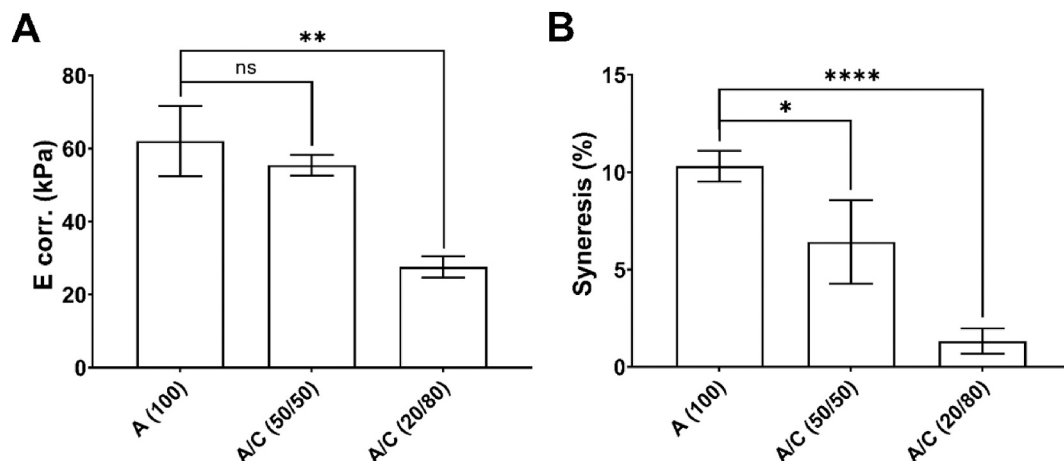 A
**
ns
E corr. (kPa)
80
60
40
20
0
A (100)
A/C (50/50)
A/C (20/80)
B
****
*
Syneresis (%)
15
10
5
0
A (100)
A/C (50/50)
A/C (20/80)